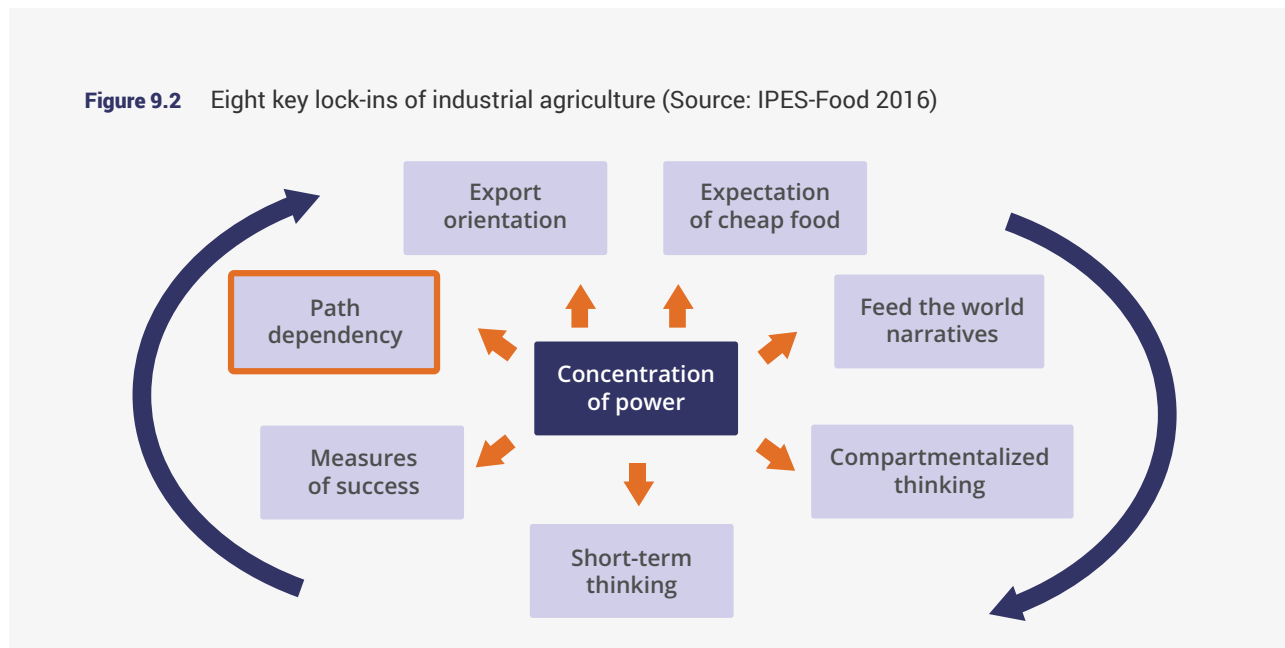 Figure 9.2 Eight key lock-ins of industrial agriculture (Source: IPES-Food 2016)
Export
orientation
Expectation
of cheap food
Path
dependency
Feed the world
narratives
Concentration
of power
Measures
of success
Compartmentalized
thinking
Short-term
thinking